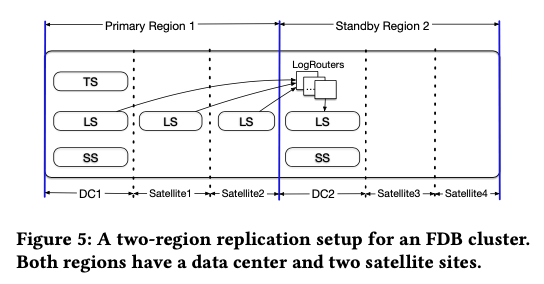 Primary Region 1
Standby Region 2
LogRouters
...
TS
LS
LS
LS
LS
SS
SS
DC1
Satellite1
Satellite2
DC2
Satellite3
Satellite4
Figure 5: A two-region replication setup for an FDB cluster.
Both regions have a data center and two satellite sites.